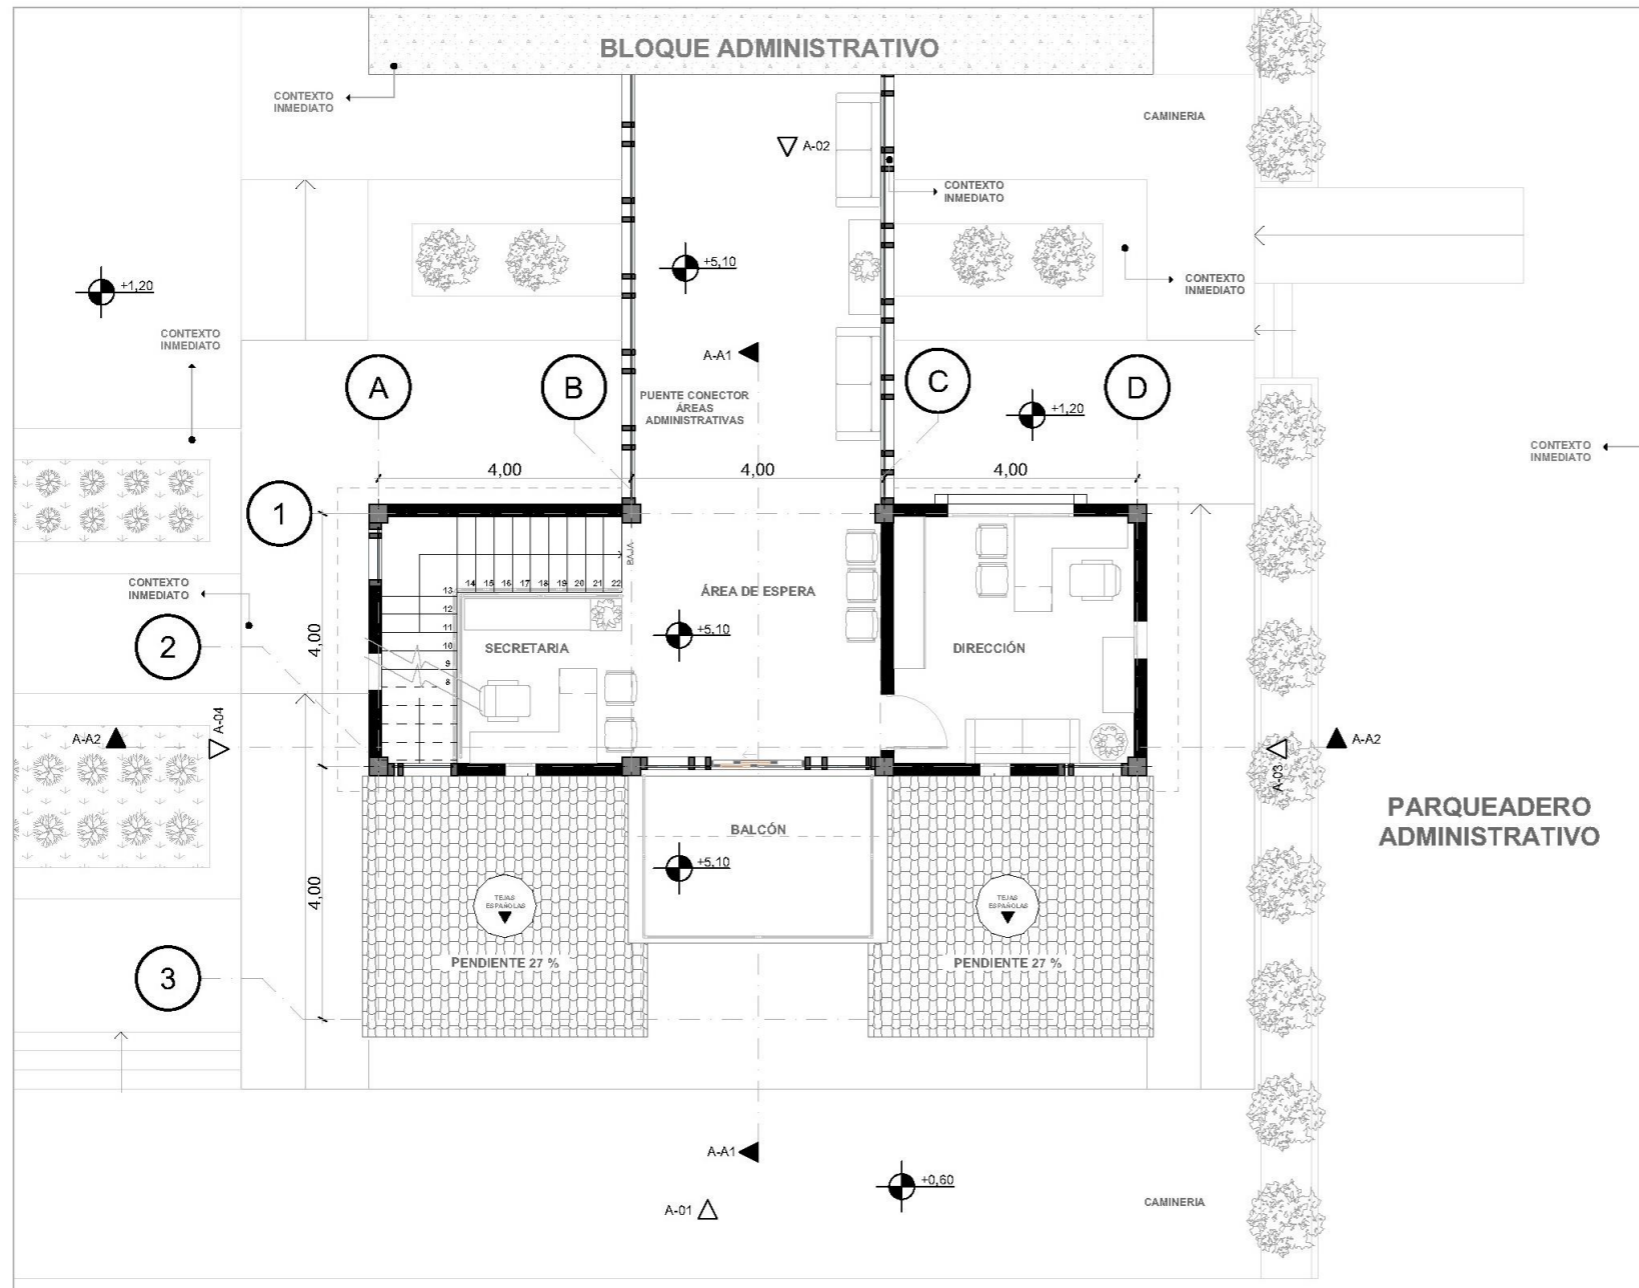 BLOQUE ADMINISTRATIVO
CONTEXTO
INMEDIATO
CAMINERIA
A-02
CONTEXTO
INMEDIATO
+5,10
CONTEXTO
INMEDIATO
+1,20
CONTEXTO
INMEDIATO
A-A1
A
B
PUENTE CONECTOR
ÁREAS
ADMINISTRATIVAS
C
D
+1,20
CONTEXTO
INMEDIATO
4,00
4,00
4,00
1
BAJA
14
15
16
17
18
19
20
21
22
13
12
11
10
9
8
CONTEXTO
INMEDIATO
ÁREA DE ESPERA
2
4,00
SECRETARIA
+5,10
DIRECCIÓN
A-A2
A-04
A-03
A-A2
PARQUEADERO
ADMINISTRATIVO
BALCÓN
+5,10
4,00
TEJAS
ESPAÑOLAS
TEJAS
ESPAÑOLAS
PENDIENTE 27 %
PENDIENTE 27 %
3
A-A1
+0,60
A-01
CAMINERIA